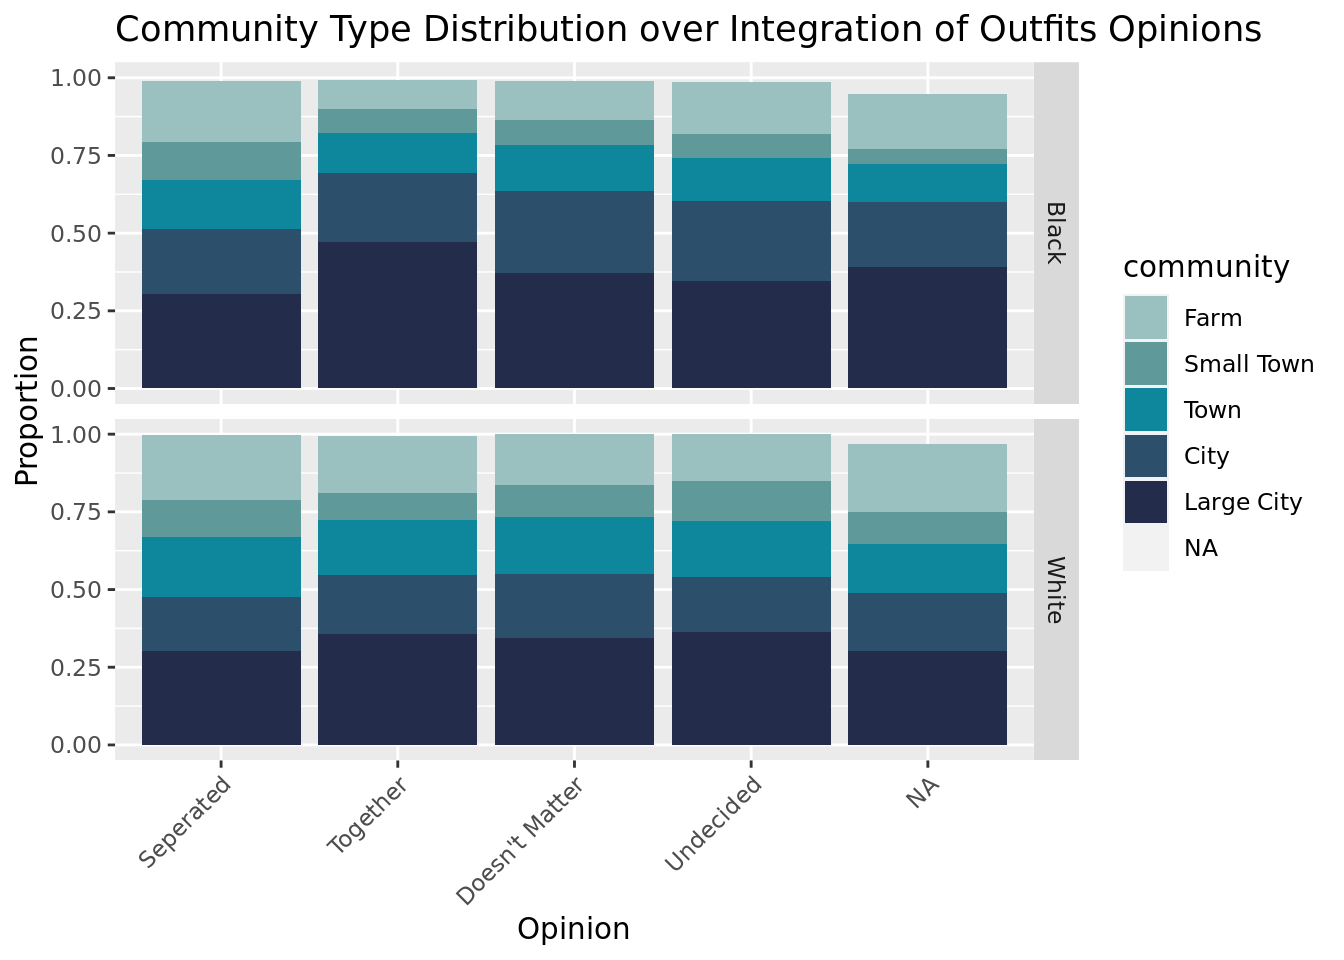 Community Type Distribution over Integration of Outfits Opinions
1.00
0.75
0.50
0.25
0.00
Black
1.00
0.75
0.50
0.25
0.00
White
Proportion
Seperated
Together
Doesn't Matter
Undecided
NA
Opinion
community
Farm
Small Town
Town
City
Large City
NA